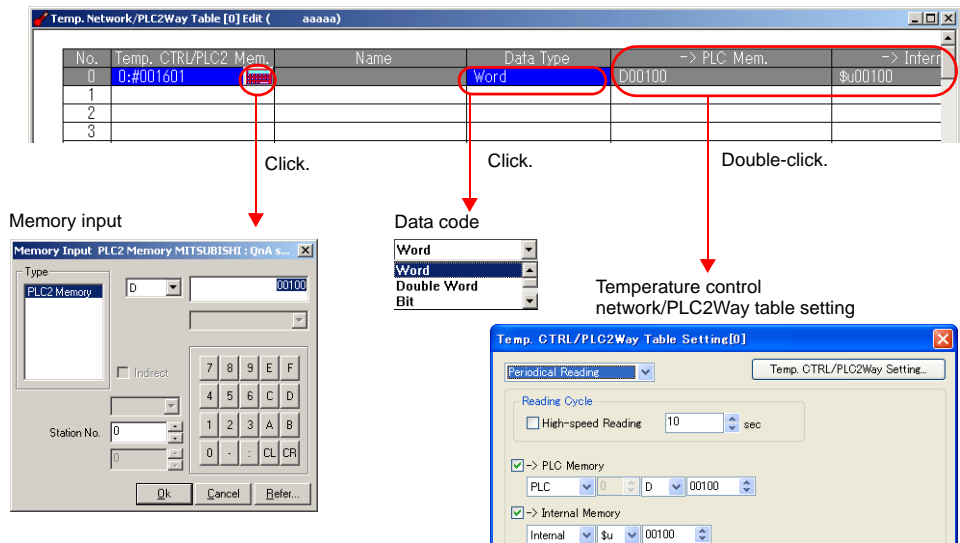 Temp. Network/PLC2Way Table [0] Edit ( aaaaa)
No. Temp. CTRL/PLC2 Mem. Name Data Type -> PLC Mem. -> Intern
0 0:#001601 Word D00100 $u00100
1
2
3
Click. Click. Double-click.
Memory input
Memory Input PLC2 Memory MITSUBISHI : QnA s...
Type
PLC2 Memory
D 00100
Indirect
7 8 9 E F
4 5 6 C D
1 2 3 A B
0 - : CL CR
Station No. 0
0
Ok Cancel Refer...
Data code
Word
Word
Double Word
Bit
Temperature control
network/PLC2Way table setting
Temp. CTRL/PLC2Way Table Setting[0]
Periodical Reading Temp. CTRL/PLC2Way Setting...
Reading Cycle
High-speed Reading 10 sec
-> PLC Memory
PLC 0 D 00100
-> Internal Memory
Internal $u 00100